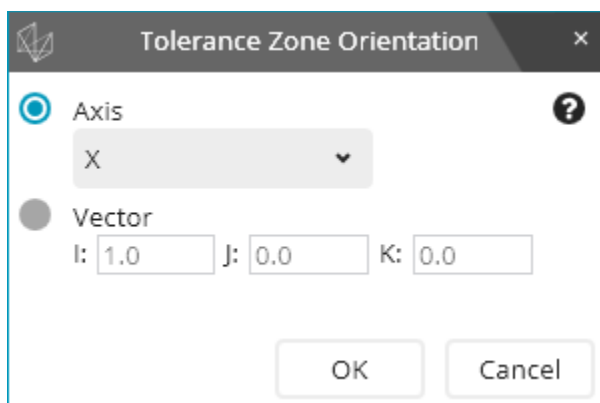 Tolerance Zone Orientation ×
Axis ?
X
Vector
I: 1.0 J: 0.0 K: 0.0
OK Cancel